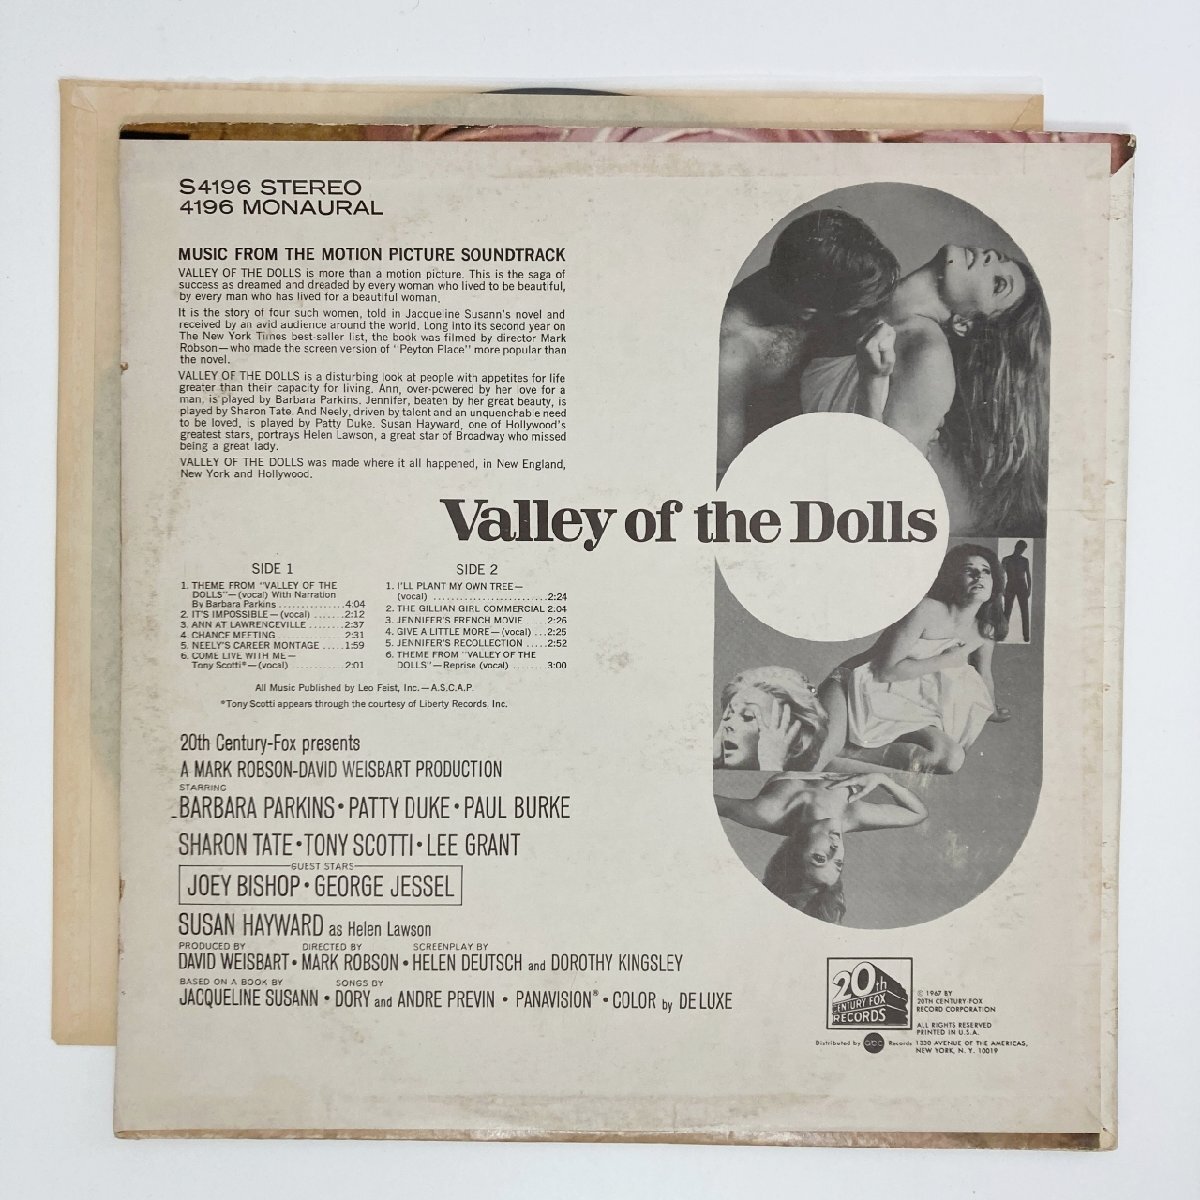 S4196 STEREO
4196 MONAURAL
MUSIC FROM THE MOTION PICTURE SOUNDTRACK
VALLEY OF THE DOLLS is more than a motion picture. This is the saga of
success as dreamed and dreaded by every woman who lived to be beautiful,
by every man who has lived for a beautiful woman.
It is the story of four such women, told in Jacqueline Susann's novel and
received by an avid audience around the world. Long into its second year on
The New York Times best-seller list, the book was filmed by director Mark
Robson—who made the screen version of "Peyton Place" more popular than
the novel.
VALLEY OF THE DOLLS is a disturbing look at people with appetites for life
greater than their capacity for living. Ann, over-powered by her love for a
man, is played by Barbara Parkins. Jennifer, beaten by her great beauty, is
played by Sharon Tate. And Neely, driven by talent and an unquenchable need
to be loved, is played by Patty Duke. Susan Hayward, one of Hollywood's
greatest stars, portrays Helen Lawson, a great star of Broadway who missed
being a great lady.
VALLEY OF THE DOLLS was made where it all happened, in New England,
New York and Hollywood.
Valley of the Dolls
SIDE 1
1. THEME FROM "VALLEY OF THE
DOLLS"—(vocal) With Narration
By Barbara Parkins ..............4:04
2. IT'S IMPOSSIBLE—(vocal) ......2:12
3. ANN AT LAWRENCEVILLE ........2:37
4. CHANCE MEETING ...............2:31
5. NEELY'S CAREER MONTAGE .....1:59
6. COME LIVE WITH ME—
Tony Scotti*—(vocal) ............2:01
SIDE 2
1. I'LL PLANT MY OWN TREE—
(vocal) ........................2:24
2. THE GILLIAN GIRL COMMERCIAL 2:04
3. JENNIFER'S FRENCH MOVIE .....2:26
4. GIVE A LITTLE MORE—(vocal) ...2:25
5. JENNIFER'S RECOLLECTION .....2:52
6. THEME FROM "VALLEY OF THE
DOLLS"—Reprise (vocal) .......3:00
All Music Published by Leo Feist, Inc.—A.S.C.A.P.
*Tony Scotti appears through the courtesy of Liberty Records, Inc.
20th Century-Fox presents
A MARK ROBSON-DAVID WEISBART PRODUCTION
STARRING
BARBARA PARKINS • PATTY DUKE • PAUL BURKE
SHARON TATE • TONY SCOTTI • LEE GRANT
GUEST STARS
JOEY BISHOP • GEORGE JESSEL
SUSAN HAYWARD as Helen Lawson
PRODUCED BY DIRECTED BY SCREENPLAY BY
DAVID WEISBART • MARK ROBSON • HELEN DEUTSCH and DOROTHY KINGSLEY
BASED ON A BOOK BY SONGS BY
JACQUELINE SUSANN • DORY and ANDRE PREVIN • PANAVISION® • COLOR by DE LUXE
20th
CENTURY FOX
RECORDS
© 1967 BY
20TH CENTURY-FOX
RECORD CORPORATION
ALL RIGHTS RESERVED
PRINTED IN U.S.A.
Distributed by abc Records 1330 AVENUE OF THE AMERICAS,
NEW YORK, N. Y. 10019